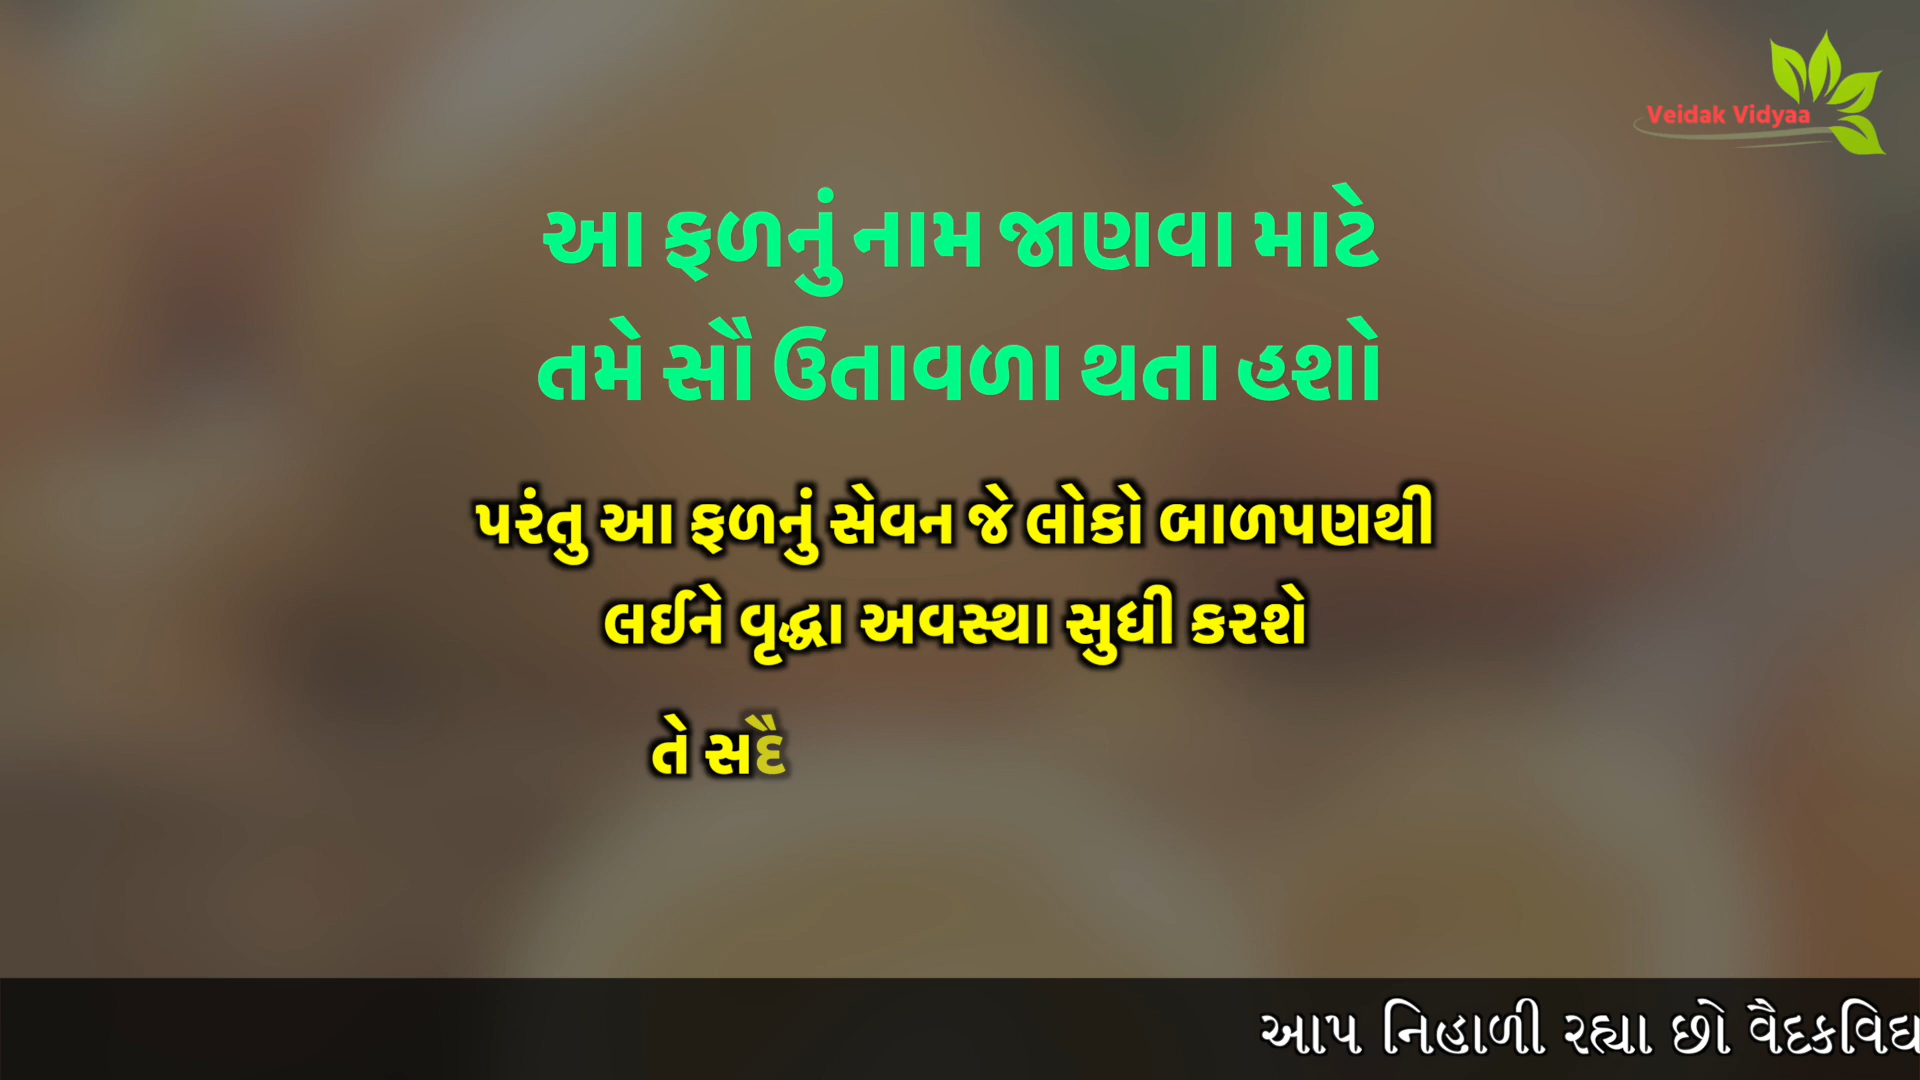 Veidak Vidyaa
આ ફળનું નામ જાણવા માટે
તમે સૌ ઉતાવળા થતા હશો
પરંતુ આ ફળનું સેવન જે લોકો બાળપણથી
લઈને વૃદ્ધા અવસ્થા સુધી કરશે
તે સદૈ
આપ નિહાળી રહ્યા છો વૈદકવિદ્ય